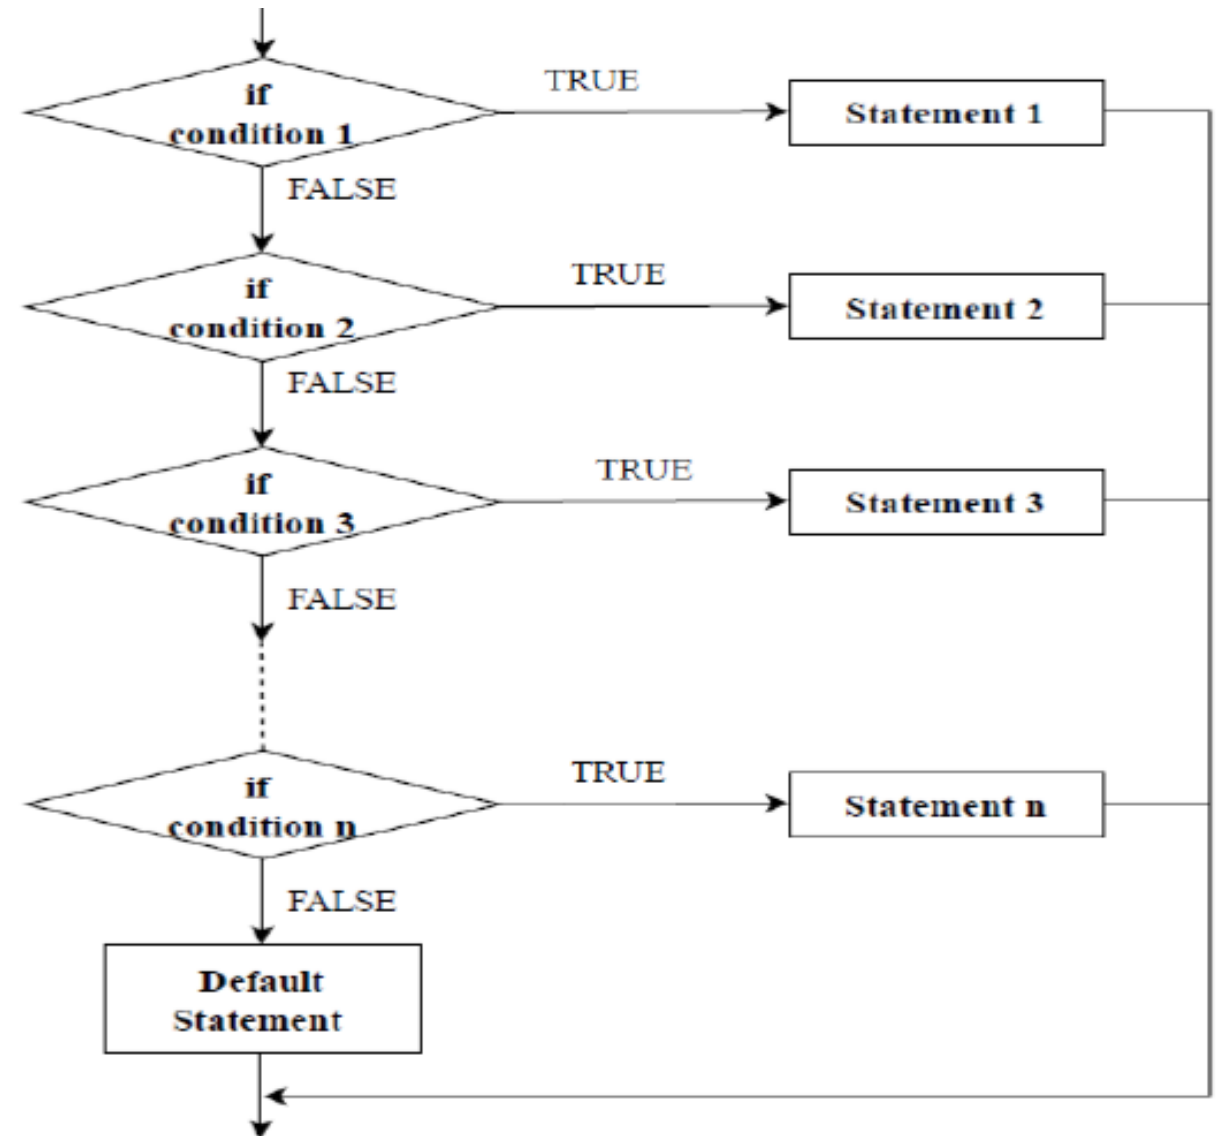 if
condition 1
TRUE
Statement 1
FALSE
if
condition 2
TRUE
Statement 2
FALSE
if
condition 3
TRUE
Statement 3
FALSE
if
condition n
TRUE
Statement n
FALSE
Default
Statement